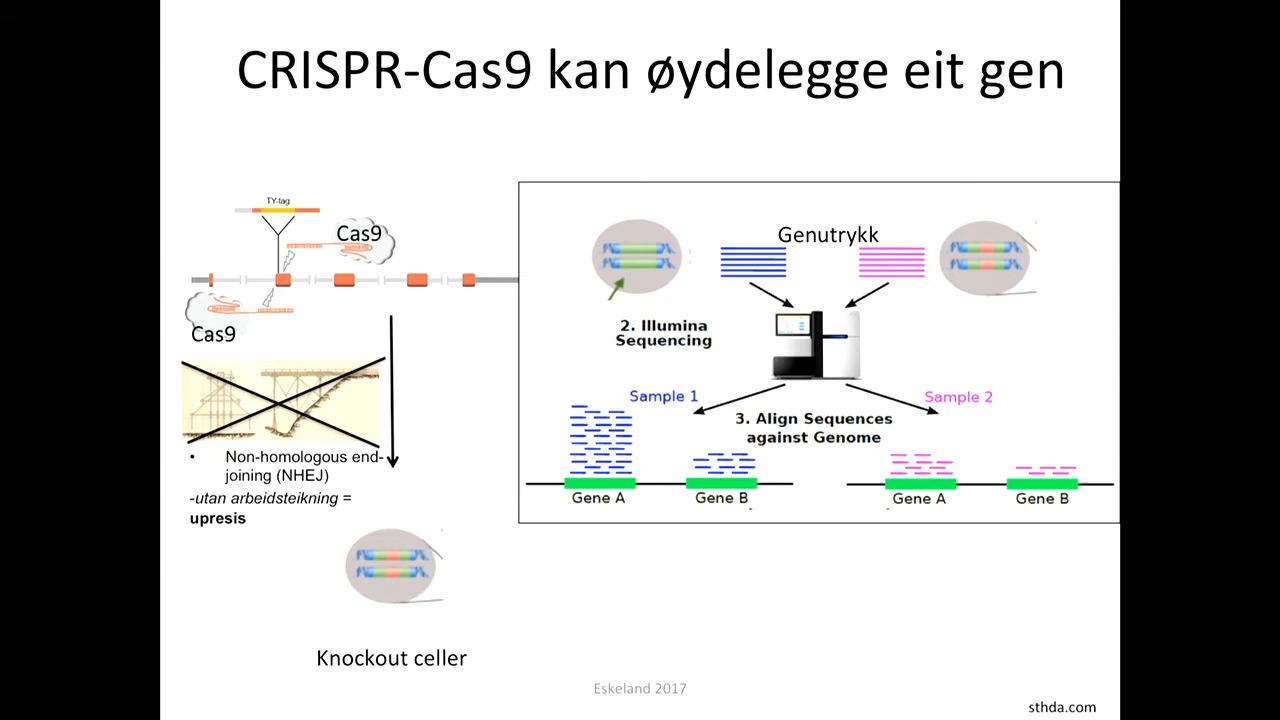 CRISPR-Cas9 kan øydelegge eit gen
TY-tag
Cas9
Cas9
• Non-homologous end-
joining (NHEJ)
-utan arbeidsteikning =
upresis
Knockout celler
Genutrykk
2. Illumina
Sequencing
Sample 1
Sample 2
3. Align Sequences
against Genome
Gene A
Gene B
Gene A
Gene B
Eskeland 2017
sthda.com